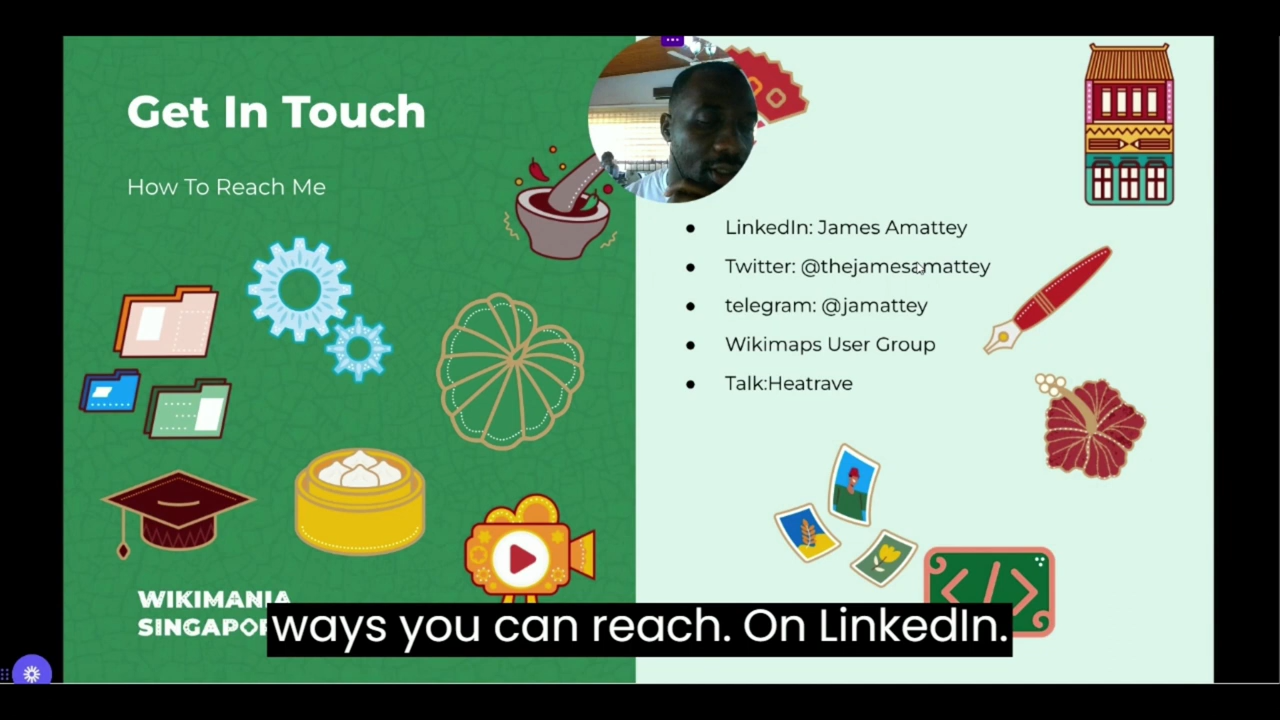 Get In Touch
How To Reach Me
LinkedIn: James Amattey
Twitter: @thejamesamattey
telegram: @jamattey
Wikimaps User Group
Talk:Heatrave
WIKIMANIA
ways you can reach. On LinkedIn.